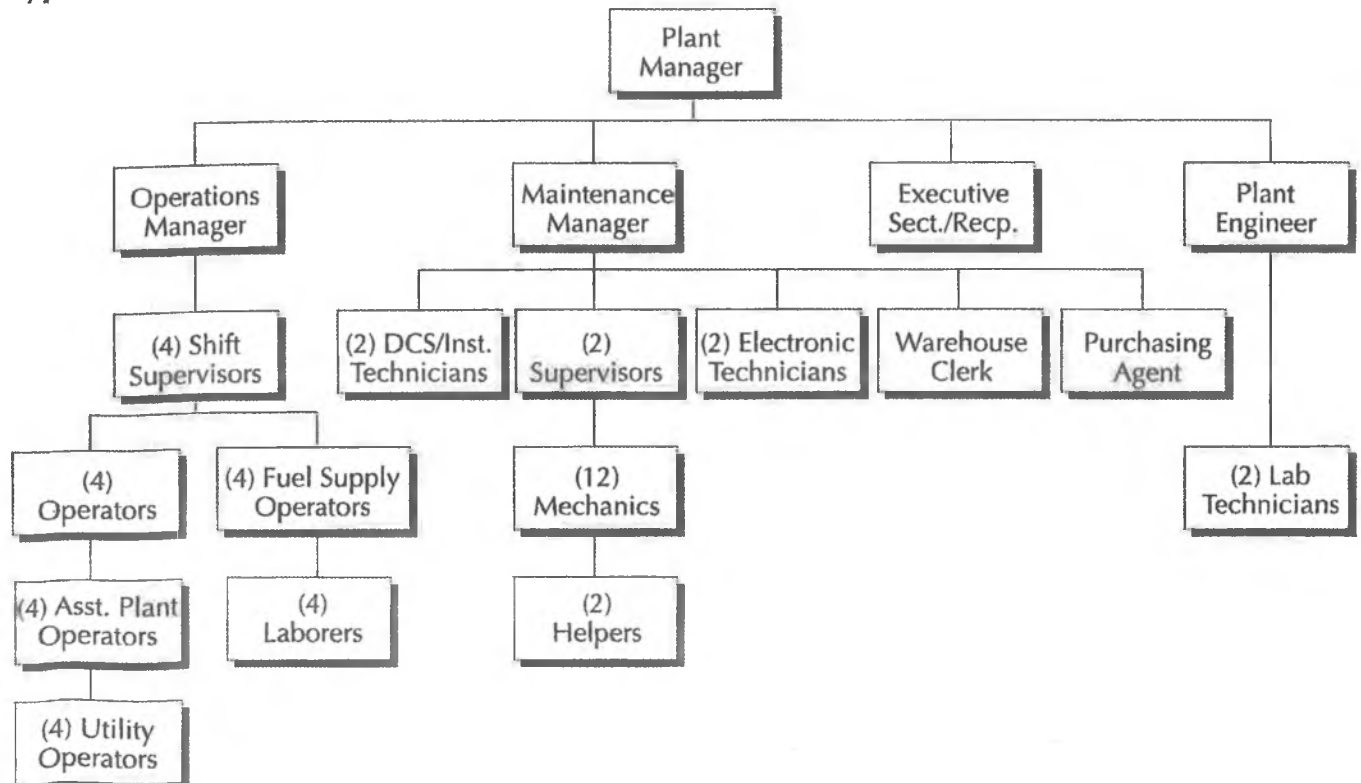 Plant
Manager
Operations
Manager
Maintenance
Manager
Executive
Sect./Recp.
Plant
Engineer
(4) Shift
Supervisors
(2) DCS/Inst.
Technicians
(2)
Supervisors
(2) Electronic
Technicians
Warehouse
Clerk
Purchasing
Agent
(4)
Operators
(4) Fuel Supply
Operators
(12)
Mechanics
(2) Lab
Technicians
(4) Asst. Plant
Operators
(4)
Laborers
(2)
Helpers
(4) Utility
Operators